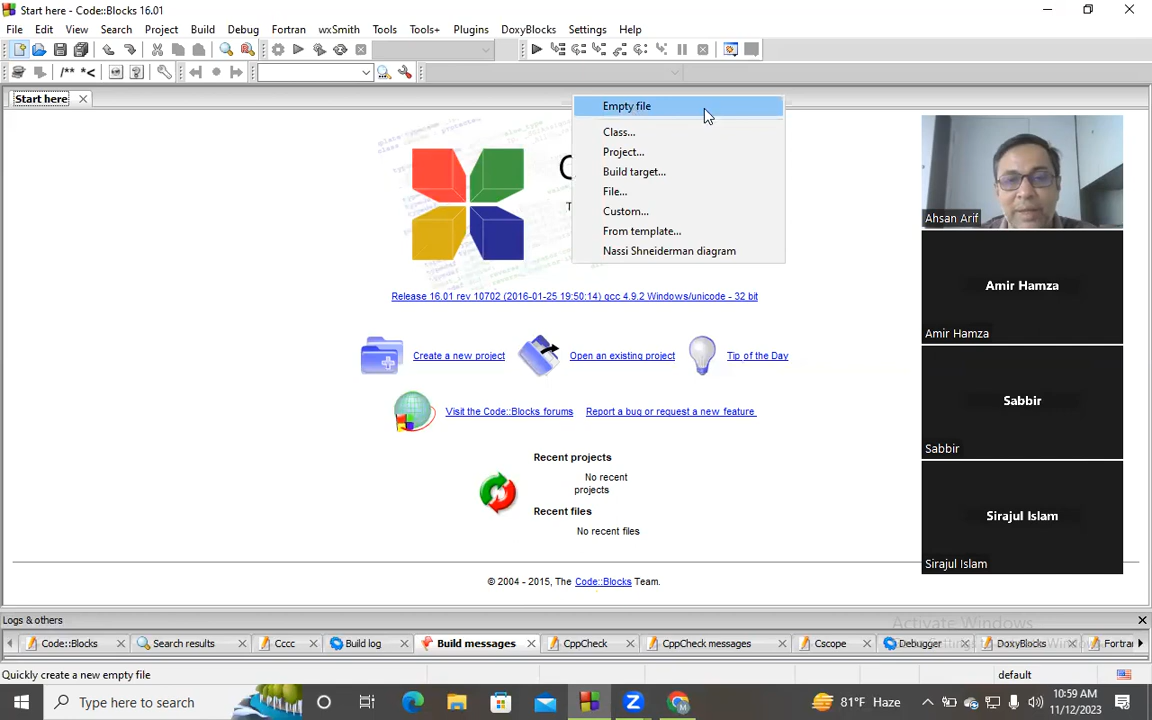 Start here - Code::Blocks 16.01
File Edit View Search Project Build Debug Fortran wxSmith Tools Tools+ Plugins DoxyBlocks Settings Help
/** *<
Start here
Empty file
Class...
Project...
Build target...
File...
Custom...
From template...
Nassi Shneiderman diagram
Release 16.01 rev 10702 (2016-01-25 19:50:14) gcc 4.9.2 Windows/unicode - 32 bit
Create a new project Open an existing project Tip of the Day
Visit the Code::Blocks forums Report a bug or request a new feature
Recent projects
No recent
projects
Recent files
No recent files
© 2004 - 2015, The Code::Blocks Team.
Ahsan Arif
Amir Hamza
Amir Hamza
Sabbir
Sabbir
Sirajul Islam
Sirajul Islam
Activate Windows
Logs & others
Code::Blocks Search results Cccc Build log Build messages CppCheck CppCheck messages Cscope Debugger DoxyBlocks Fortra
Quickly create a new empty file default
Type here to search 81°F Haze 10:59 AM
11/12/2023